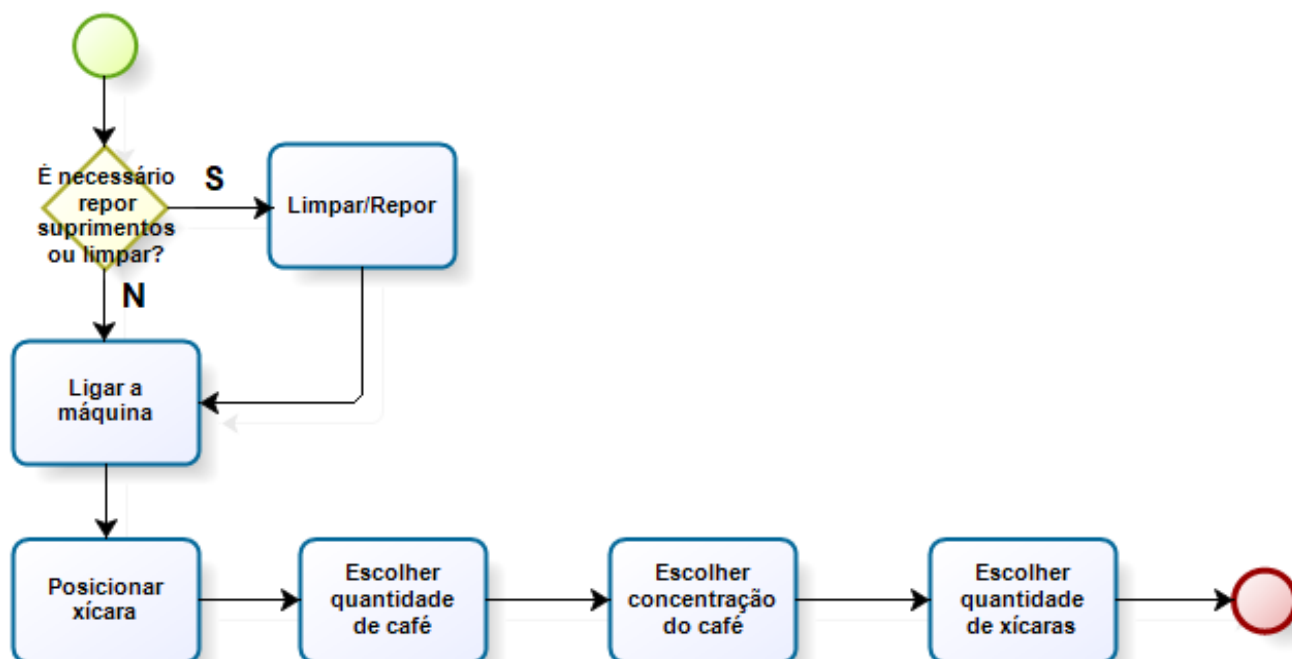 É necessário
repor
suprimentos
ou limpar?
S
Limpar/Repor
N
Ligar a
máquina
Posicionar
xícara
Escolher
quantidade
de café
Escolher
concentração
do café
Escolher
quantidade
de xícaras